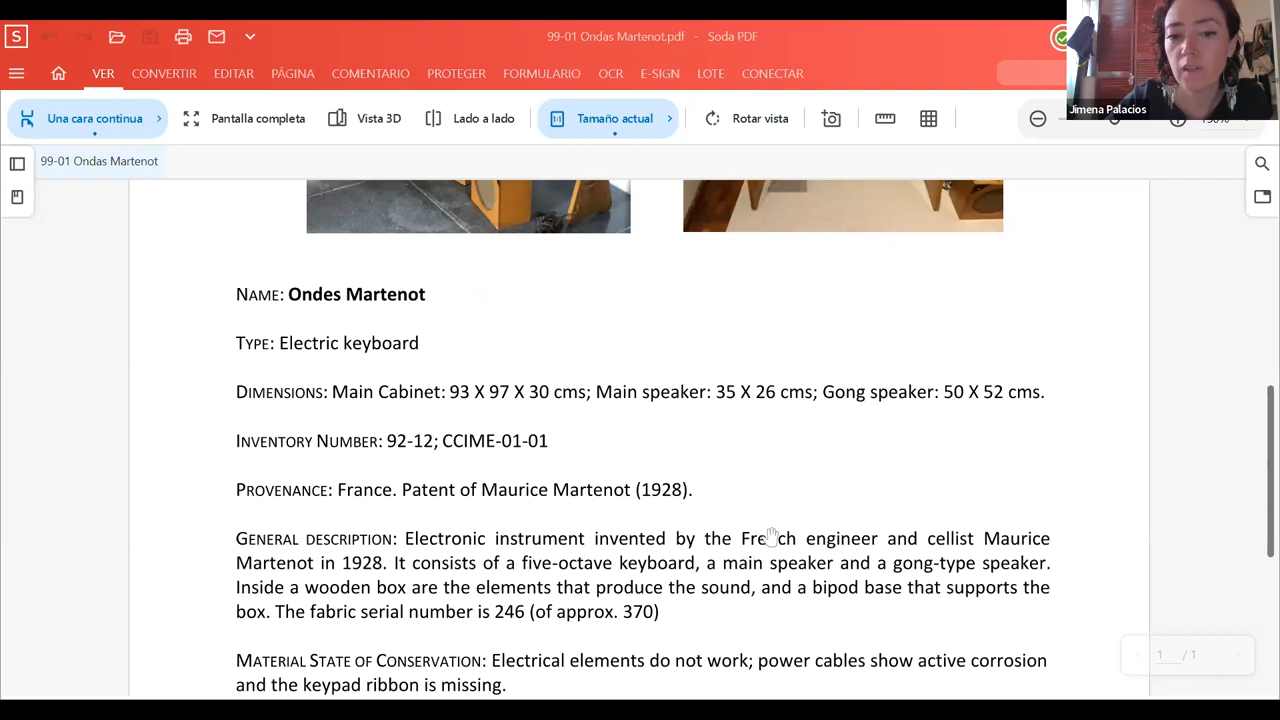 S
99-01 Ondas Martenot.pdf - Soda PDF
VER CONVERTIR EDITAR PÁGINA COMENTARIO PROTEGER FORMULARIO OCR E-SIGN LOTE CONECTAR
Jimena Palacios
Una cara continua Pantalla completa Vista 3D Lado a lado Tamaño actual Rotar vista
99-01 Ondas Martenot
NAME: Ondes Martenot
TYPE: Electric keyboard
DIMENSIONS: Main Cabinet: 93 X 97 X 30 cms; Main speaker: 35 X 26 cms; Gong speaker: 50 X 52 cms.
INVENTORY NUMBER: 92-12; CCIME-01-01
PROVENANCE: France. Patent of Maurice Martenot (1928).
GENERAL DESCRIPTION: Electronic instrument invented by the French engineer and cellist Maurice
Martenot in 1928. It consists of a five-octave keyboard, a main speaker and a gong-type speaker.
Inside a wooden box are the elements that produce the sound, and a bipod base that supports the
box. The fabric serial number is 246 (of approx. 370)
MATERIAL STATE OF CONSERVATION: Electrical elements do not work; power cables show active corrosion
and the keypad ribbon is missing.
1 / 1